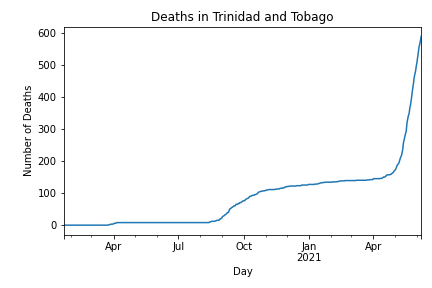 Deaths in Trinidad and Tobago
Number of Deaths
600
500
400
300
200
100
0
Apr
Jul
Oct
Jan
2021
Apr
Day